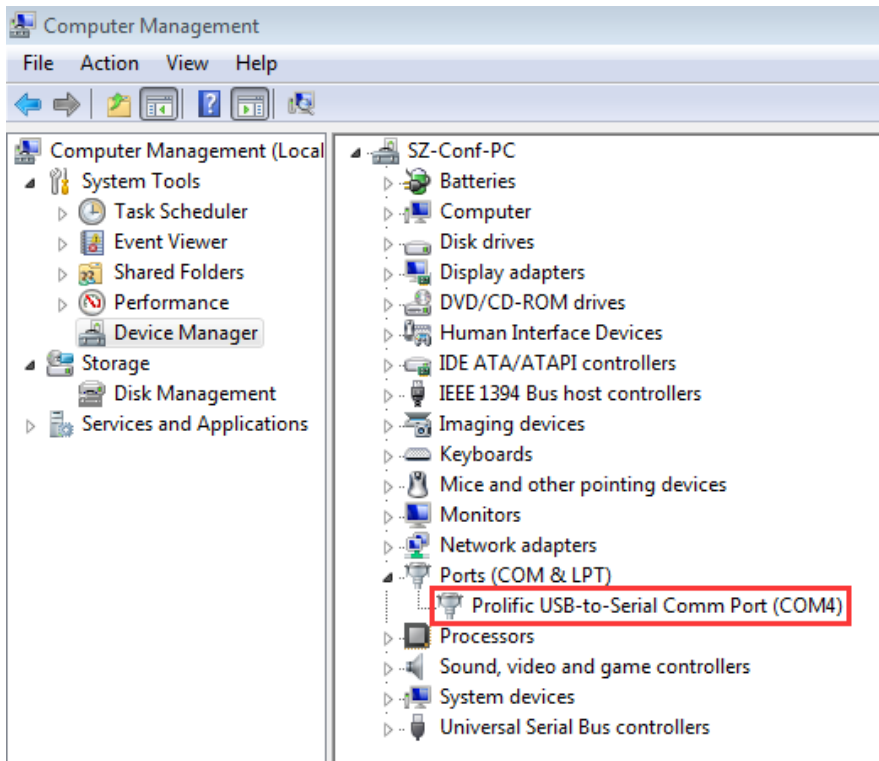 Computer Management
File Action View Help
Computer Management (Local
System Tools
Task Scheduler
Event Viewer
Shared Folders
Performance
Device Manager
Storage
Disk Management
Services and Applications
SZ-Conf-PC
Batteries
Computer
Disk drives
Display adapters
DVD/CD-ROM drives
Human Interface Devices
IDE ATA/ATAPI controllers
IEEE 1394 Bus host controllers
Imaging devices
Keyboards
Mice and other pointing devices
Monitors
Network adapters
Ports (COM & LPT)
Prolific USB-to-Serial Comm Port (COM4)
Processors
Sound, video and game controllers
System devices
Universal Serial Bus controllers